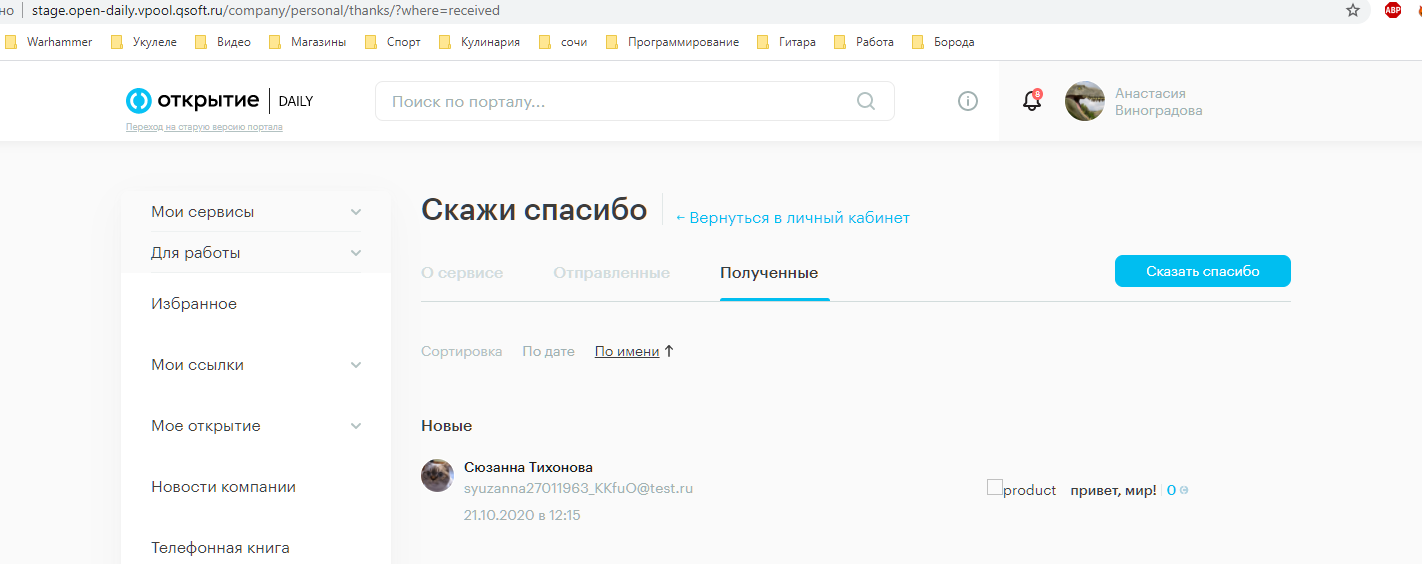 но stage.open-daily.vpool.qsoft.ru/company/personal/thanks/?where=received
ABP
Warhammer Укулеле Видео Магазины Спорт Кулинария сочи Программирование Гитара Работа Борода
открытие DAILY
Переход на старую версию портала
Поиск по порталу...
8
Анастасия
Виноградова
Мои сервисы
Для работы
Избранное
Мои ссылки
Мое открытие
Новости компании
Телефонная книга
Скажи спасибо
← Вернуться в личный кабинет
О сервисе Отправленные Полученные
Сказать спасибо
Сортировка По дате По имени ↑
Новые
Сюзанна Тихонова
syuzanna27011963_KKfuO@test.ru
21.10.2020 в 12:15
product привет, мир! 0